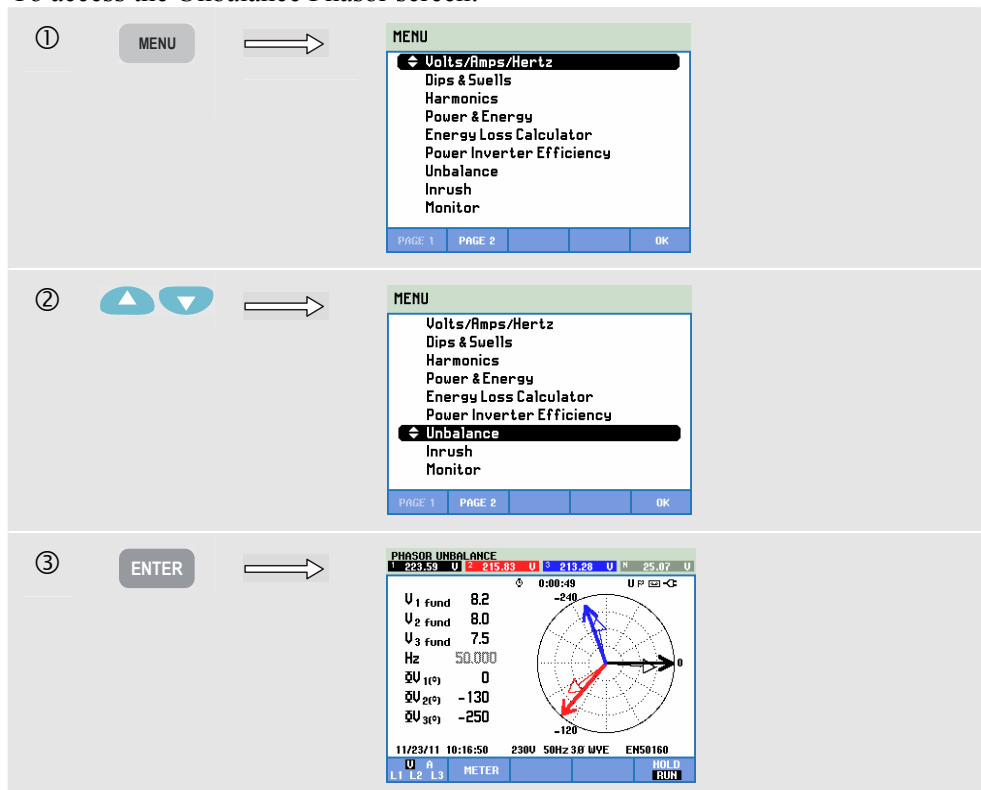 To access the Unbalance Phasor screen:
①
MENU
MENU
Volts/Amps/Hertz
Dips & Swells
Harmonics
Power & Energy
Energy Loss Calculator
Power Inverter Efficiency
Unbalance
Inrush
Monitor
PAGE 1 PAGE 2 OK
②
MENU
Volts/Amps/Hertz
Dips & Swells
Harmonics
Power & Energy
Energy Loss Calculator
Power Inverter Efficiency
Unbalance
Inrush
Monitor
PAGE 1 PAGE 2 OK
③
ENTER
PHASOR UNBALANCE
1 223.59 V 2 215.83 V 3 213.28 V N 25.07 V
0:00:49 U
V1 fund 8.2
V2 fund 8.0
V3 fund 7.5
Hz 50.000
ΦV1(°) 0
ΦV2(°) -130
ΦV3(°) -250
-240
0
-120
11/23/11 10:16:50 230V 50Hz 3Ø WYE EN50160
V A
L1 L2 L3
METER
HOLD
RUN